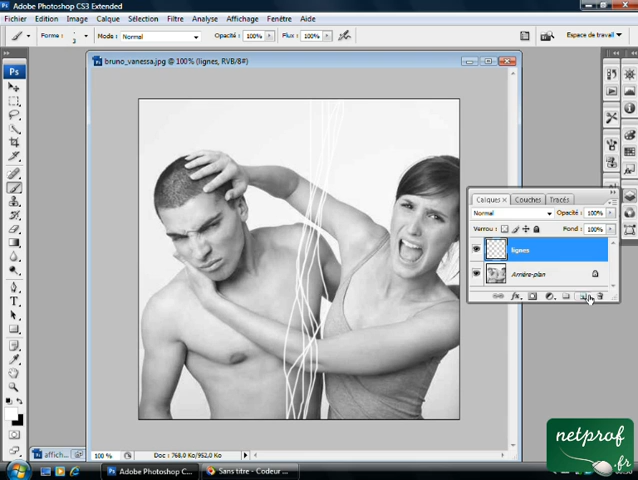 Adobe Photoshop CS3 Extended
Fichier Edition Image Calque Sélection Filtre Analyse Affichage Fenêtre Aide
Forme : Mode : Normal Opacité : 100% Flux : 100% Espace de travail
Ps
bruno_vanessa.jpg @ 100% (lignes, RVB/8#)
Calques Couches Tracés
Normal Opacité : 100%
Verrou : Fond : 100%
lignes
Arrière-plan
fx
affich...
100 % Doc : 768,0 Ko/952,0 Ko
Adobe Photoshop C... Sans titre - Codeur ...
netprof
.fr